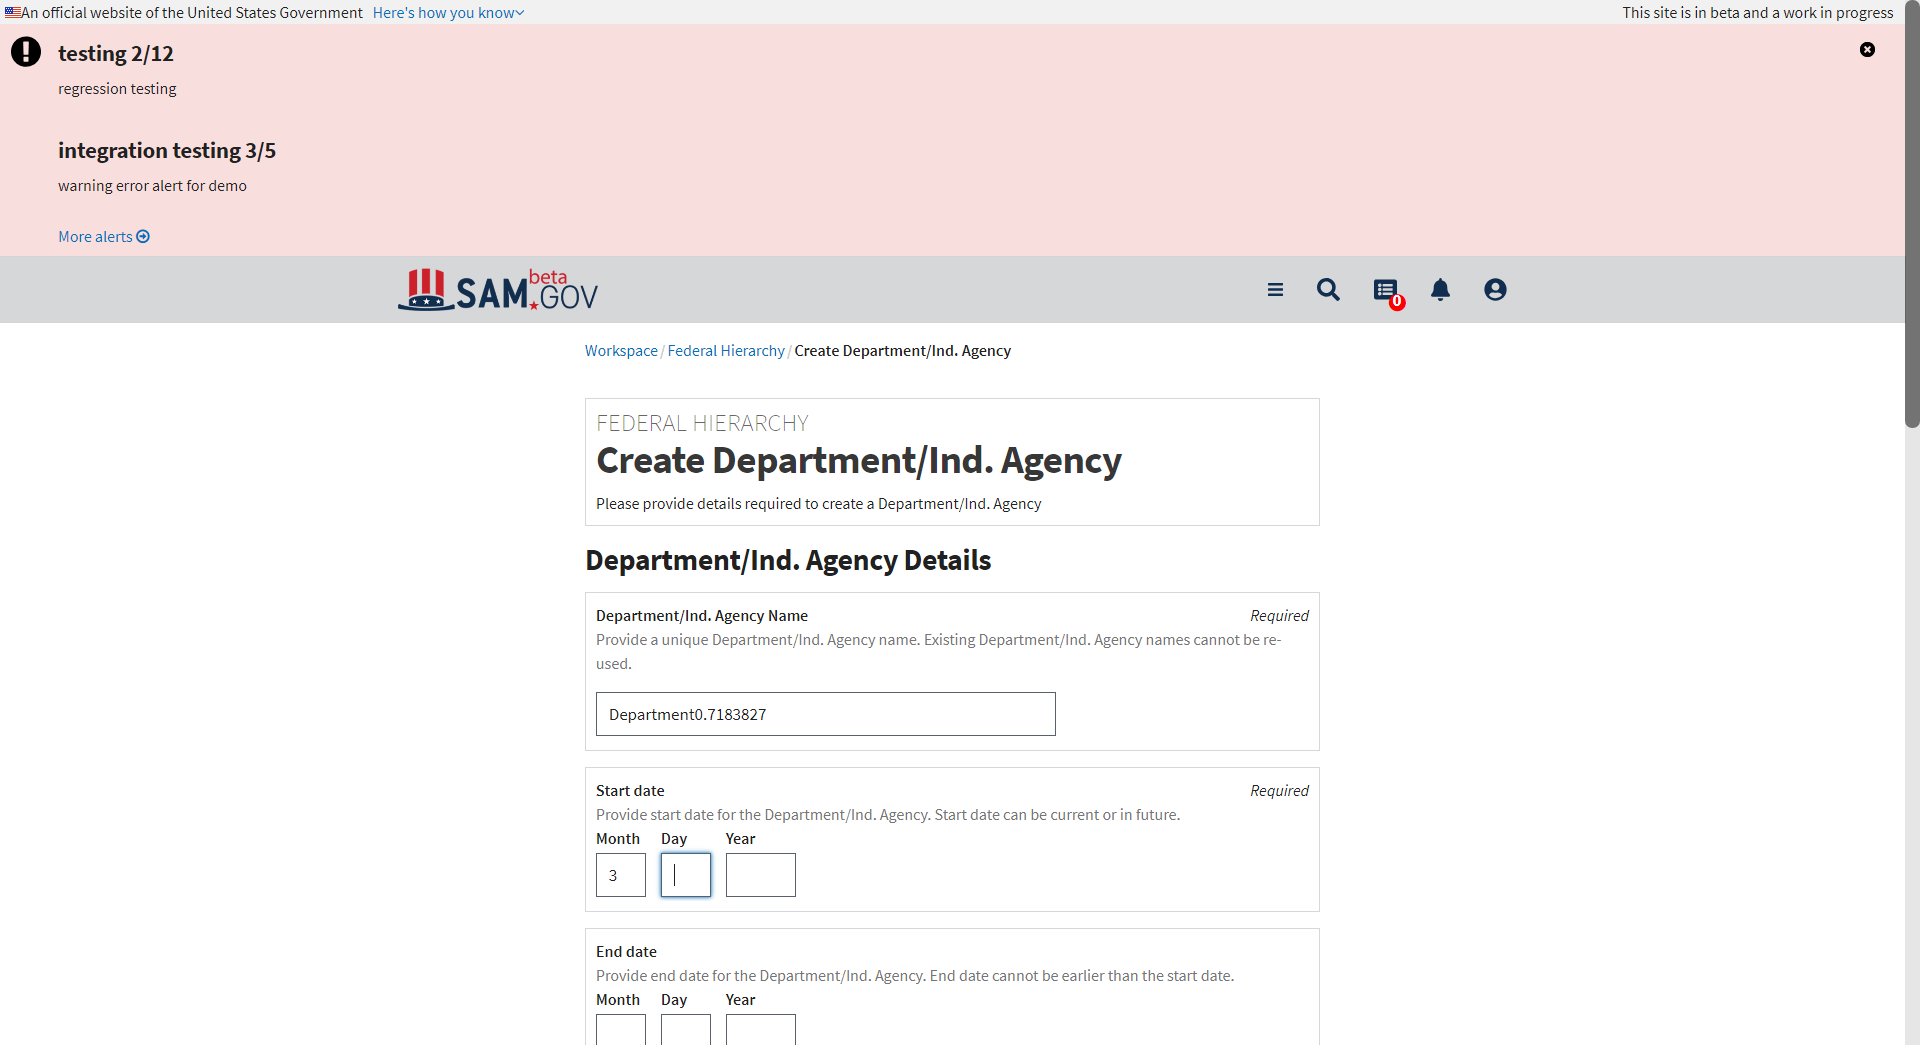 An official website of the United States Government Here's how you know
This site is in beta and a work in progress
testing 2/12
regression testing
integration testing 3/5
warning error alert for demo
More alerts
SAM beta .GOV
0
Workspace / Federal Hierarchy / Create Department/Ind. Agency
FEDERAL HIERARCHY
Create Department/Ind. Agency
Please provide details required to create a Department/Ind. Agency
Department/Ind. Agency Details
Department/Ind. Agency Name Required
Provide a unique Department/Ind. Agency name. Existing Department/Ind. Agency names cannot be re-
used.
Department0.7183827
Start date Required
Provide start date for the Department/Ind. Agency. Start date can be current or in future.
Month Day Year
3
End date
Provide end date for the Department/Ind. Agency. End date cannot be earlier than the start date.
Month Day Year